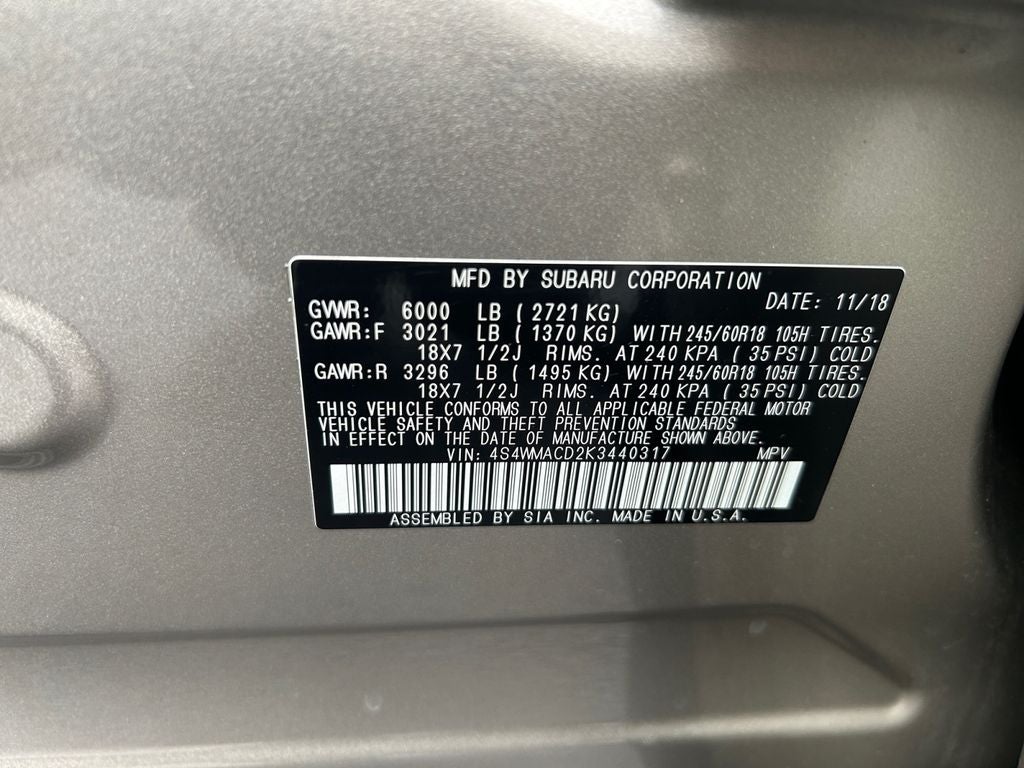 MFD BY SUBARU CORPORATION
DATE: 11/18
GVWR: 6000 LB ( 2721 KG)
GAWR:F 3021 LB ( 1370 KG) WITH 245/60R18 105H TIRES.
18X7 1/2J RIMS. AT 240 KPA ( 35 PSI) COLD
GAWR:R 3296 LB ( 1495 KG) WITH 245/60R18 105H TIRES.
18X7 1/2J RIMS. AT 240 KPA ( 35 PSI) COLD
THIS VEHICLE CONFORMS TO ALL APPLICABLE FEDERAL MOTOR
VEHICLE SAFETY AND THEFT PREVENTION STANDARDS
IN EFFECT ON THE DATE OF MANUFACTURE SHOWN ABOVE.
VIN: 4S4WMACD2K3440317 MPV
ASSEMBLED BY SIA INC. MADE IN U.S.A.